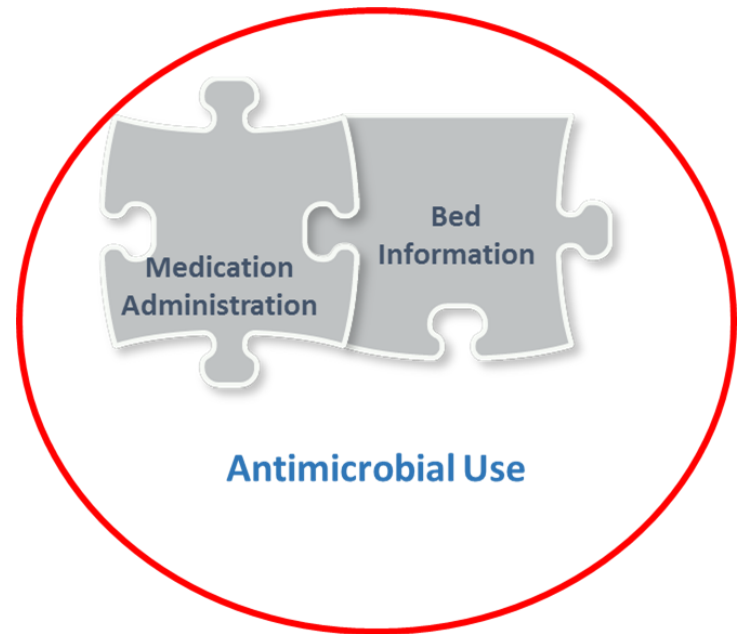 Medication
Administration
Bed
Information
Antimicrobial Use